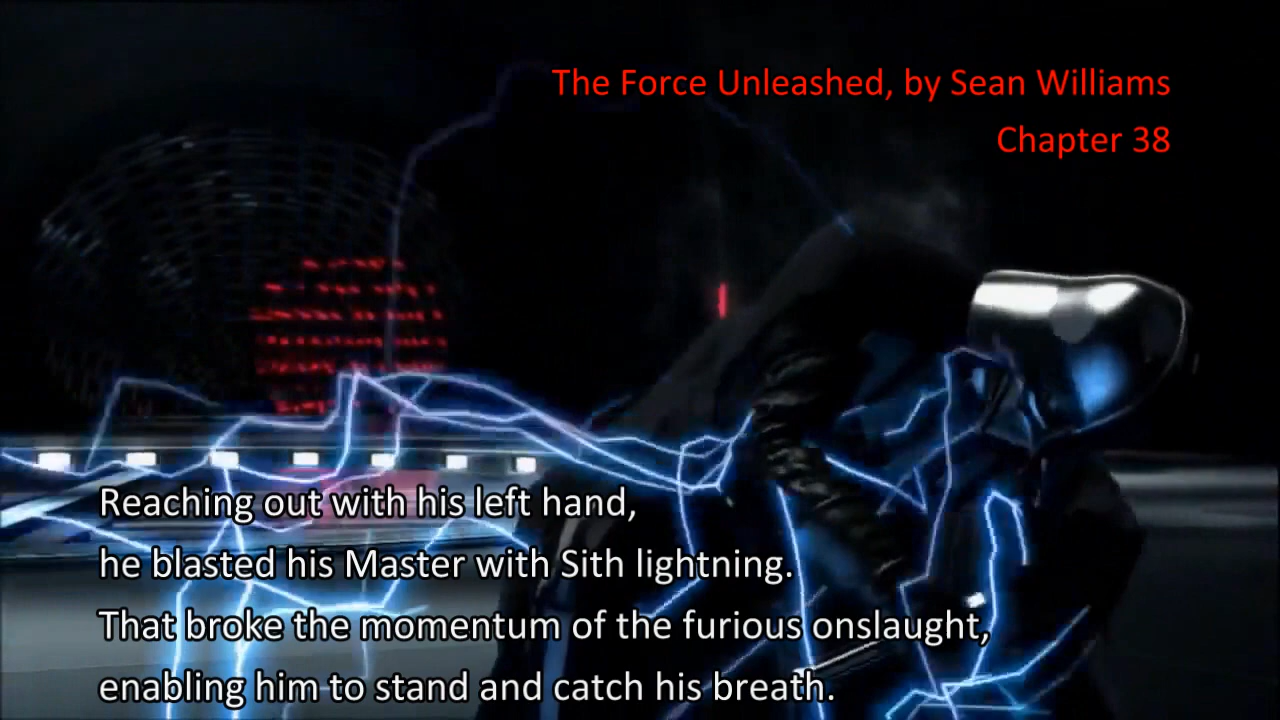 The Force Unleashed, by Sean Williams
Chapter 38
Reaching out with his left hand,
he blasted his Master with Sith lightning.
That broke the momentum of the furious onslaught,
enabling him to stand and catch his breath.